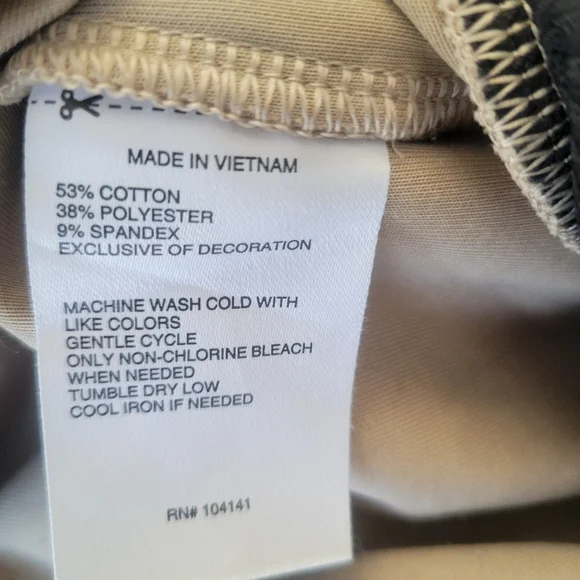 MADE IN VIETNAM
53% COTTON
38% POLYESTER
9% SPANDEX
EXCLUSIVE OF DECORATION
MACHINE WASH COLD WITH
LIKE COLORS
GENTLE CYCLE
ONLY NON-CHLORINE BLEACH
WHEN NEEDED
TUMBLE DRY LOW
COOL IRON IF NEEDED
RN# 104141